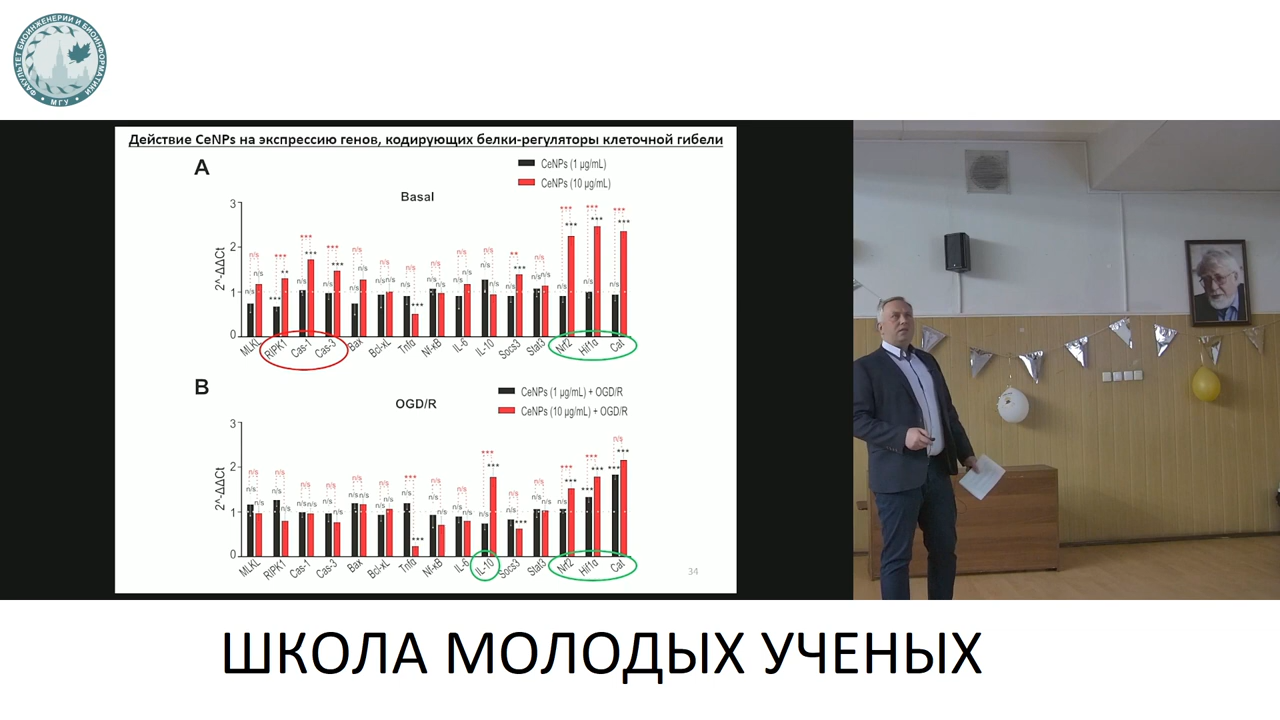 ФАКУЛЬТЕТ БИОИНЖЕНЕРИИ И БИОИНФОРМАТИКИ
МГУ
Действие CeNPs на экспрессию генов, кодирующих белки-регуляторы клеточной гибели
A
CeNPs (1 µg/mL)
CeNPs (10 µg/mL)
Basal
2^-ΔΔCt
3
2
1
0
n/s n/s *** *** ** *** n/s *** *** n/s *** n/s n/s n/s n/s n/s n/s *** n/s n/s n/s n/s n/s n/s n/s n/s ** n/s *** n/s n/s n/s *** n/s *** *** n/s *** *** n/s ***
MLKL RIPK1 Cas-1 Cas-3 Bax Bcl-xL Tnfα Nf-κB IL-6 IL-10 Socs3 Stat3 Nrf2 Hif1α Cat
B
CeNPs (1 µg/mL) + OGD/R
CeNPs (10 µg/mL) + OGD/R
OGD/R
2^-ΔΔCt
3
2
1
0
MLKL RIPK1 Cas-1 Cas-3 Bax Bcl-xL Tnfα Nf-κB IL-6 IL-10 Socs3 Stat3 Nrf2 Hif1α Cat
34
ШКОЛА МОЛОДЫХ УЧЕНЫХ